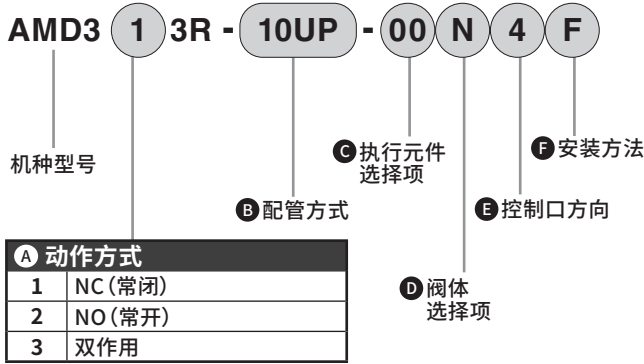 AMD3 1 3R - 10UP - 00 N 4 F
机种型号
C 执行元件
选择项
F 安装方法
B 配管方式
E 控制口方向
A 动作方式
1 NC(常闭)
2 NO(常开)
3 双作用
D 阀体
选择项